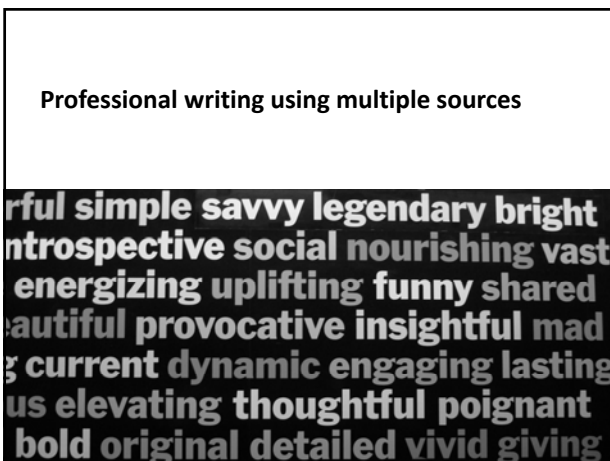 Professional writing using multiple sources
rful simple savvy legendary bright
ntrospective social nourishing vast
energizing uplifting funny shared
eautiful provocative insightful mad
g current dynamic engaging lasting
us elevating thoughtful poignant
bold original detailed vivid giving